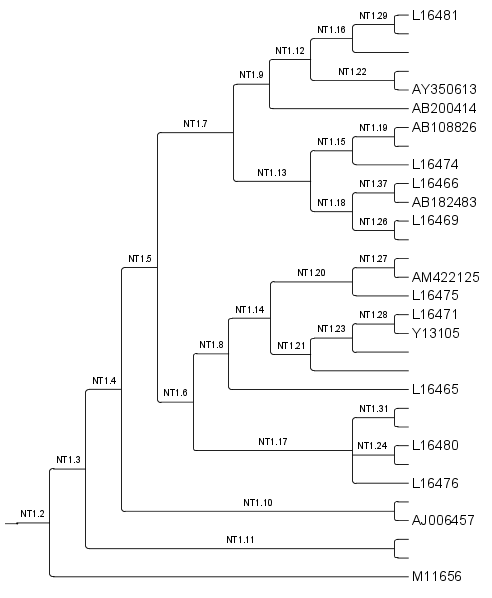 NT1.29 L16481
NT1.16
NT1.12
NT1.22
NT1.9
AY350613
AB200414
NT1.7 NT1.19 AB108826
NT1.15
L16474
NT1.13
NT1.37 L16466
AB182483
NT1.18
NT1.26 L16469
NT1.5 NT1.27
NT1.20 AM422125
L16475
NT1.14 L16471
NT1.28
NT1.23 Y13105
NT1.8 NT1.21
NT1.4
L16465
NT1.6
NT1.31
NT1.17 NT1.24 L16480
NT1.3
L16476
NT1.10
NT1.2 AJ006457
NT1.11
M11656